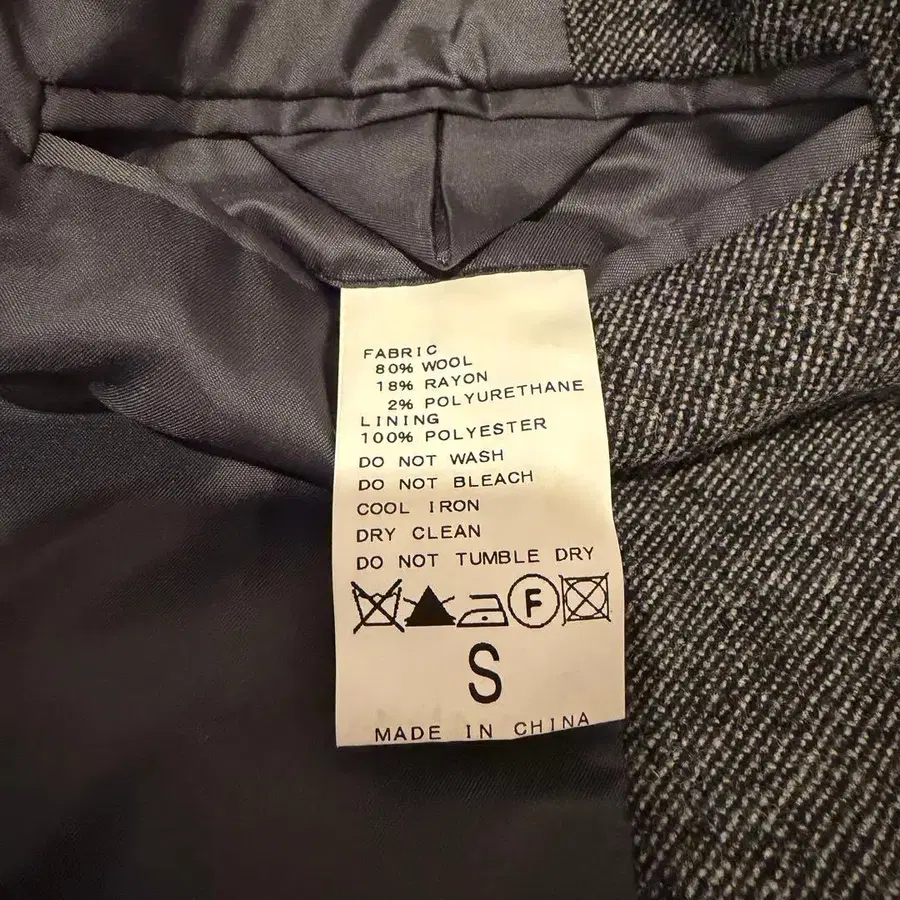 FABRIC
80% WOOL
18% RAYON
2% POLYURETHANE
LINING
100% POLYESTER
DO NOT WASH
DO NOT BLEACH
COOL IRON
DRY CLEAN
DO NOT TUMBLE DRY
F
S
MADE IN CHINA